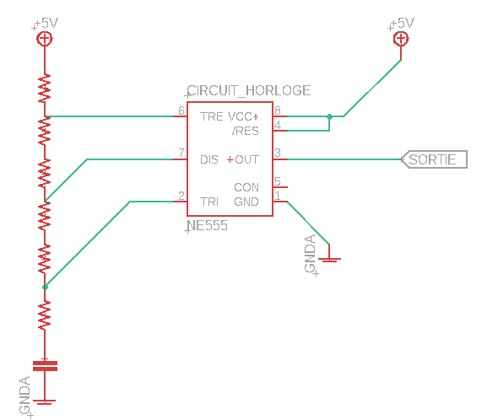 +5V
+5V
CIRCUIT_HORLOGE
6 TRE VCC+ 8
/RES 4
7 DIS +OUT 3
SORTIE
CON 5
2 TRI GND 1
NE555
GNDA
GNDA